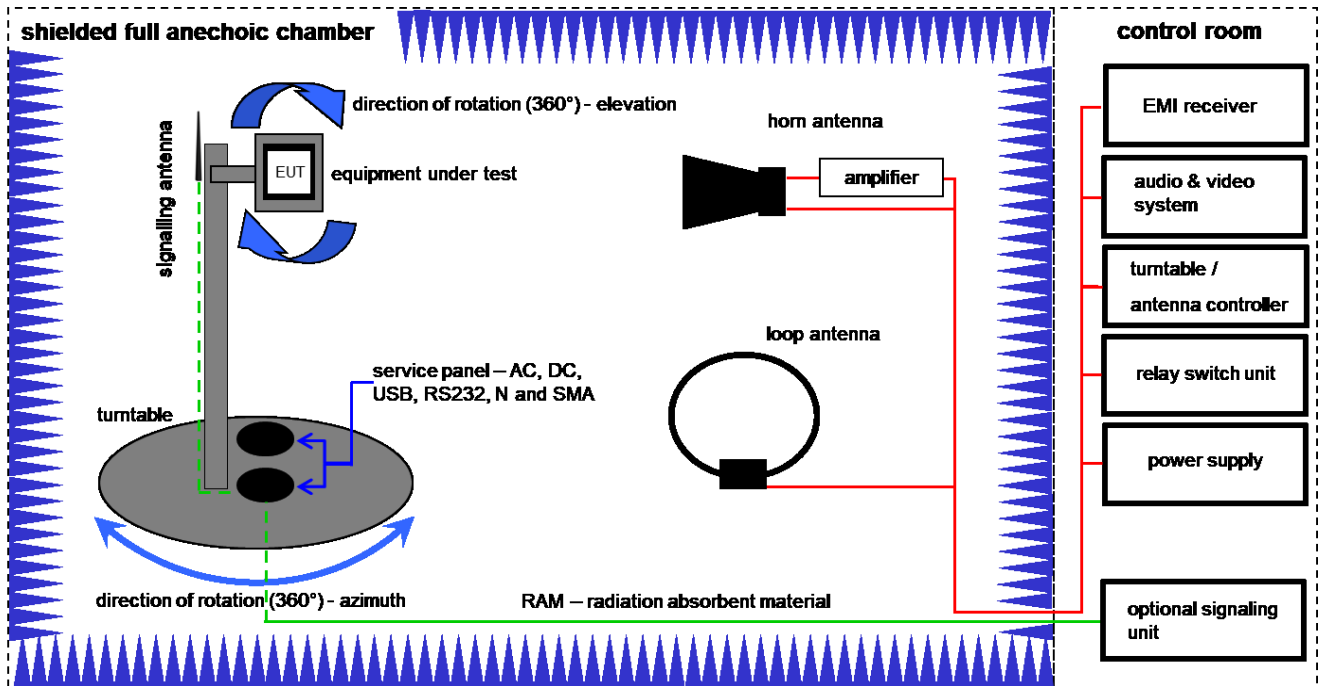 shielded full anechoic chamber
control room
direction of rotation (360°) - elevation
signalling antenna
EUT
equipment under test
horn antenna
amplifier
EMI receiver
audio & video
system
turntable /
antenna controller
loop antenna
service panel – AC, DC,
USB, RS232, N and SMA
relay switch unit
turntable
power supply
direction of rotation (360°) - azimuth
RAM – radiation absorbent material
optional signaling
unit